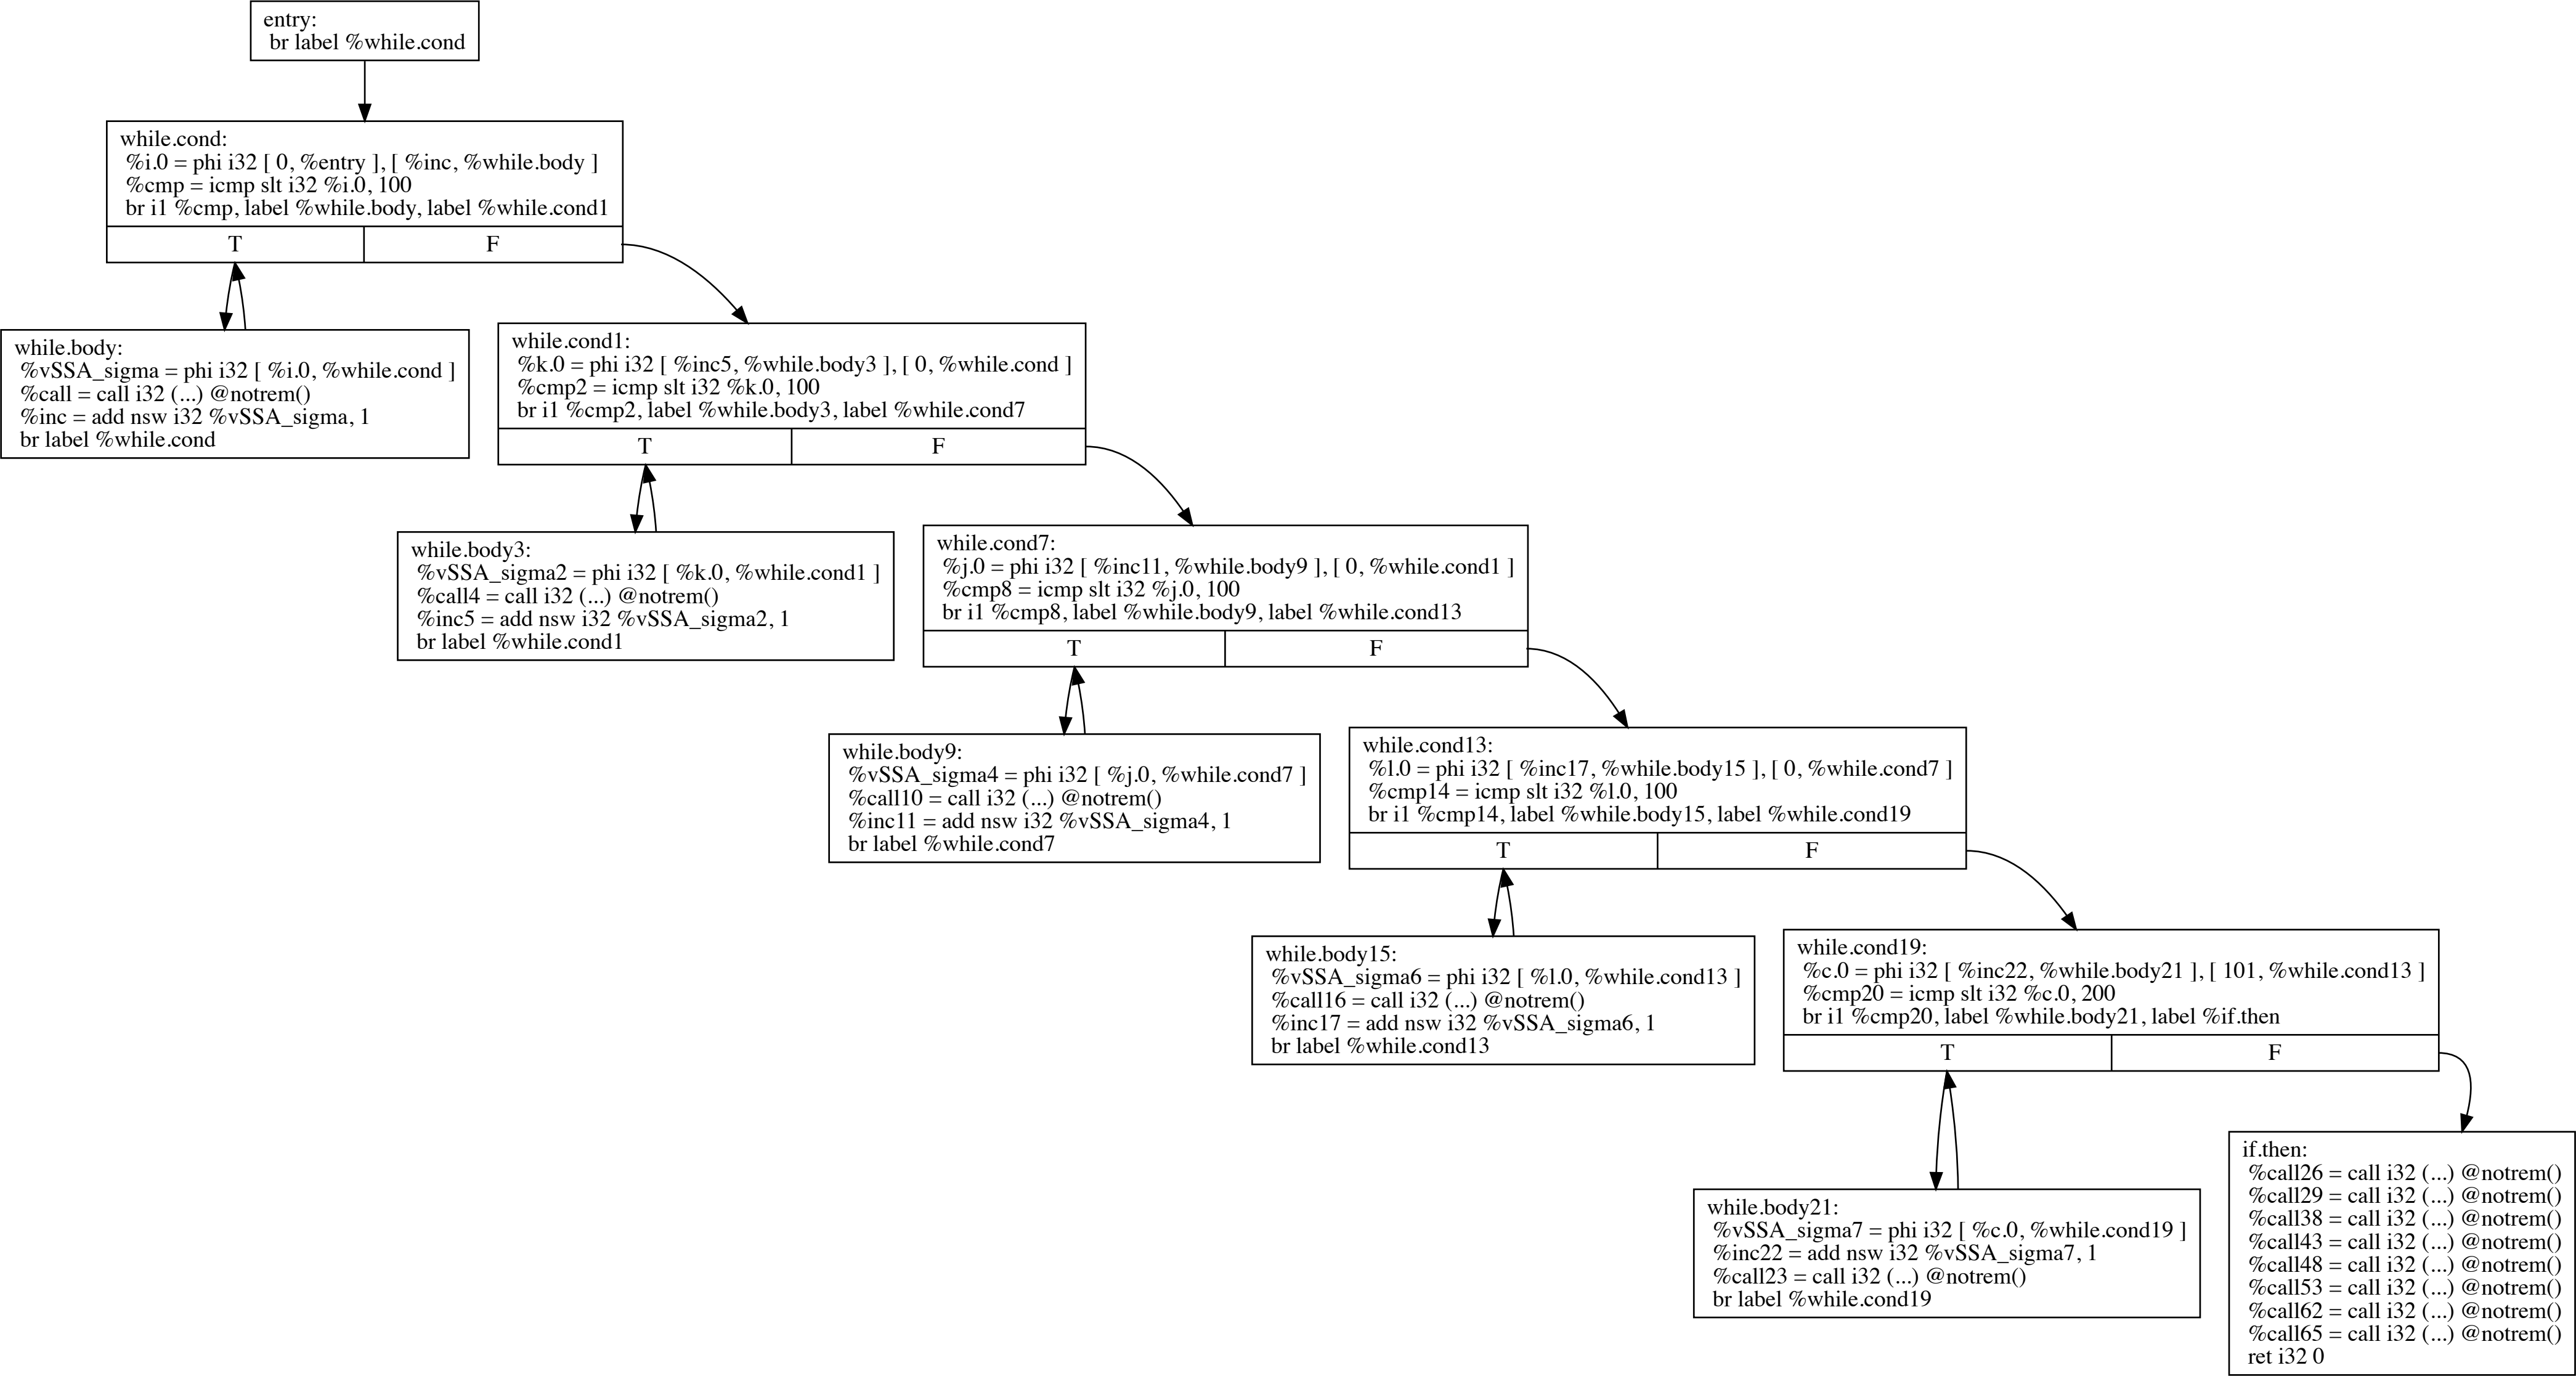 entry:
br label %while.cond
while.cond:
%i.0 = phi i32 [ 0, %entry ], [ %inc, %while.body ]
%cmp = icmp slt i32 %i.0, 100
br i1 %cmp, label %while.body, label %while.cond1
T
F
while.body:
%vSSA_sigma = phi i32 [ %i.0, %while.cond ]
%call = call i32 (...) @notrem()
%inc = add nsw i32 %vSSA_sigma, 1
br label %while.cond
while.cond1:
%k.0 = phi i32 [ %inc5, %while.body3 ], [ 0, %while.cond ]
%cmp2 = icmp slt i32 %k.0, 100
br i1 %cmp2, label %while.body3, label %while.cond7
T
F
while.body3:
%vSSA_sigma2 = phi i32 [ %k.0, %while.cond1 ]
%call4 = call i32 (...) @notrem()
%inc5 = add nsw i32 %vSSA_sigma2, 1
br label %while.cond1
while.cond7:
%j.0 = phi i32 [ %inc11, %while.body9 ], [ 0, %while.cond1 ]
%cmp8 = icmp slt i32 %j.0, 100
br i1 %cmp8, label %while.body9, label %while.cond13
T
F
while.body9:
%vSSA_sigma4 = phi i32 [ %j.0, %while.cond7 ]
%call10 = call i32 (...) @notrem()
%inc11 = add nsw i32 %vSSA_sigma4, 1
br label %while.cond7
while.cond13:
%l.0 = phi i32 [ %inc17, %while.body15 ], [ 0, %while.cond7 ]
%cmp14 = icmp slt i32 %l.0, 100
br i1 %cmp14, label %while.body15, label %while.cond19
T
F
while.body15:
%vSSA_sigma6 = phi i32 [ %l.0, %while.cond13 ]
%call16 = call i32 (...) @notrem()
%inc17 = add nsw i32 %vSSA_sigma6, 1
br label %while.cond13
while.cond19:
%c.0 = phi i32 [ %inc22, %while.body21 ], [ 101, %while.cond13 ]
%cmp20 = icmp slt i32 %c.0, 200
br i1 %cmp20, label %while.body21, label %if.then
T
F
while.body21:
%vSSA_sigma7 = phi i32 [ %c.0, %while.cond19 ]
%inc22 = add nsw i32 %vSSA_sigma7, 1
%call23 = call i32 (...) @notrem()
br label %while.cond19
if.then:
%call26 = call i32 (...) @notrem()
%call29 = call i32 (...) @notrem()
%call38 = call i32 (...) @notrem()
%call43 = call i32 (...) @notrem()
%call48 = call i32 (...) @notrem()
%call53 = call i32 (...) @notrem()
%call62 = call i32 (...) @notrem()
%call65 = call i32 (...) @notrem()
ret i32 0